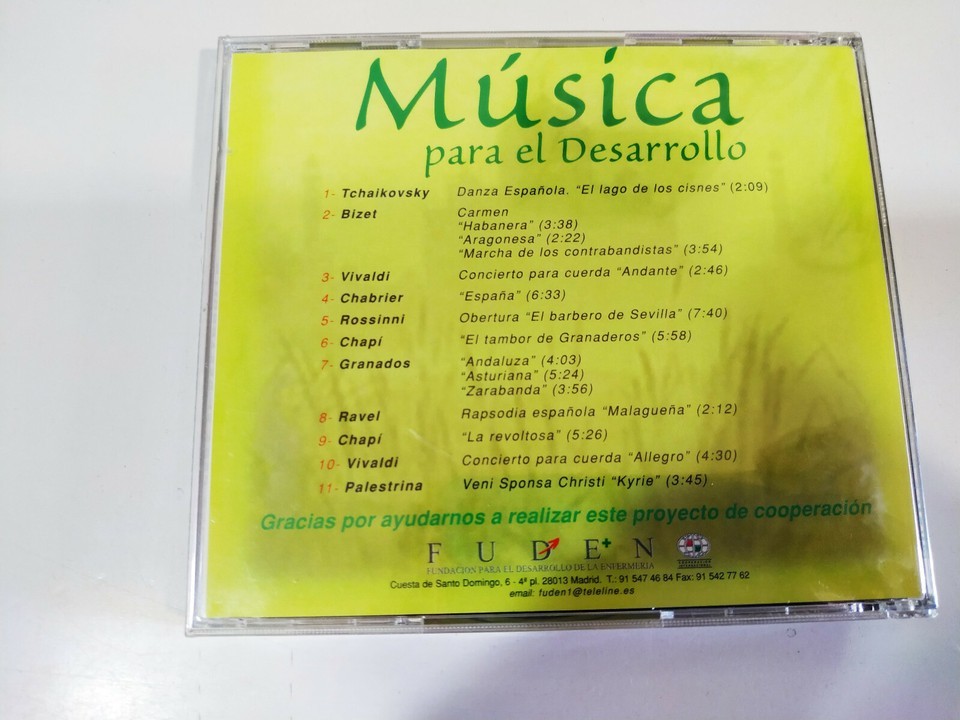 Música
para el Desarrollo
1- Tchaikovsky Danza Española. "El lago de los cisnes" (2:09)
2- Bizet Carmen
"Habanera" (3:38)
"Aragonesa" (2:22)
"Marcha de los contrabandistas" (3:54)
3- Vivaldi Concierto para cuerda "Andante" (2:46)
4- Chabrier "España" (6:33)
5- Rossinni Obertura "El barbero de Sevilla" (7:40)
6- Chapí "El tambor de Granaderos" (5:58)
7- Granados "Andaluza" (4:03)
"Asturiana" (5:24)
"Zarabanda" (3:56)
8- Ravel Rapsodia española "Malagueña" (2:12)
9- Chapí "La revoltosa" (5:26)
10- Vivaldi Concierto para cuerda "Allegro" (4:30)
11- Palestrina Veni Sponsa Christi "Kyrie" (3:45).
Gracias por ayudarnos a realizar este proyecto de cooperación
FUDEN
FUNDACIÓN PARA EL DESARROLLO DE LA ENFERMERÍA
Cuesta de Santo Domingo, 6 - 4ª pl. 28013 Madrid. T.: 91 547 46 84 Fax: 91 542 77 62
email: fuden1@teleline.es